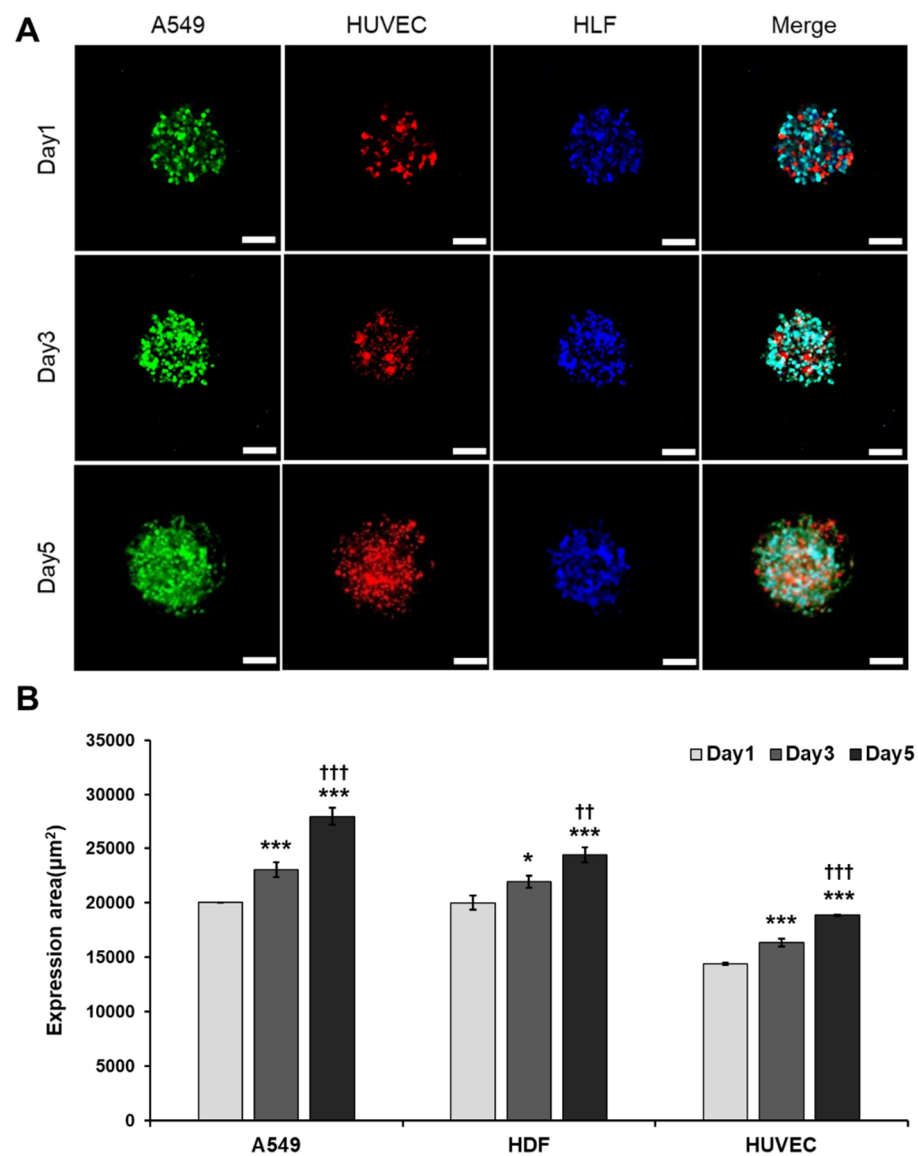 A
A549 HUVEC HLF Merge
Day1
Day3
Day5
B
Expression area(μm²)
35000
30000
25000
20000
15000
10000
5000
0
Day1 Day3 Day5
***
†††
***
*
††
***
***
†††
***
A549 HDF HUVEC